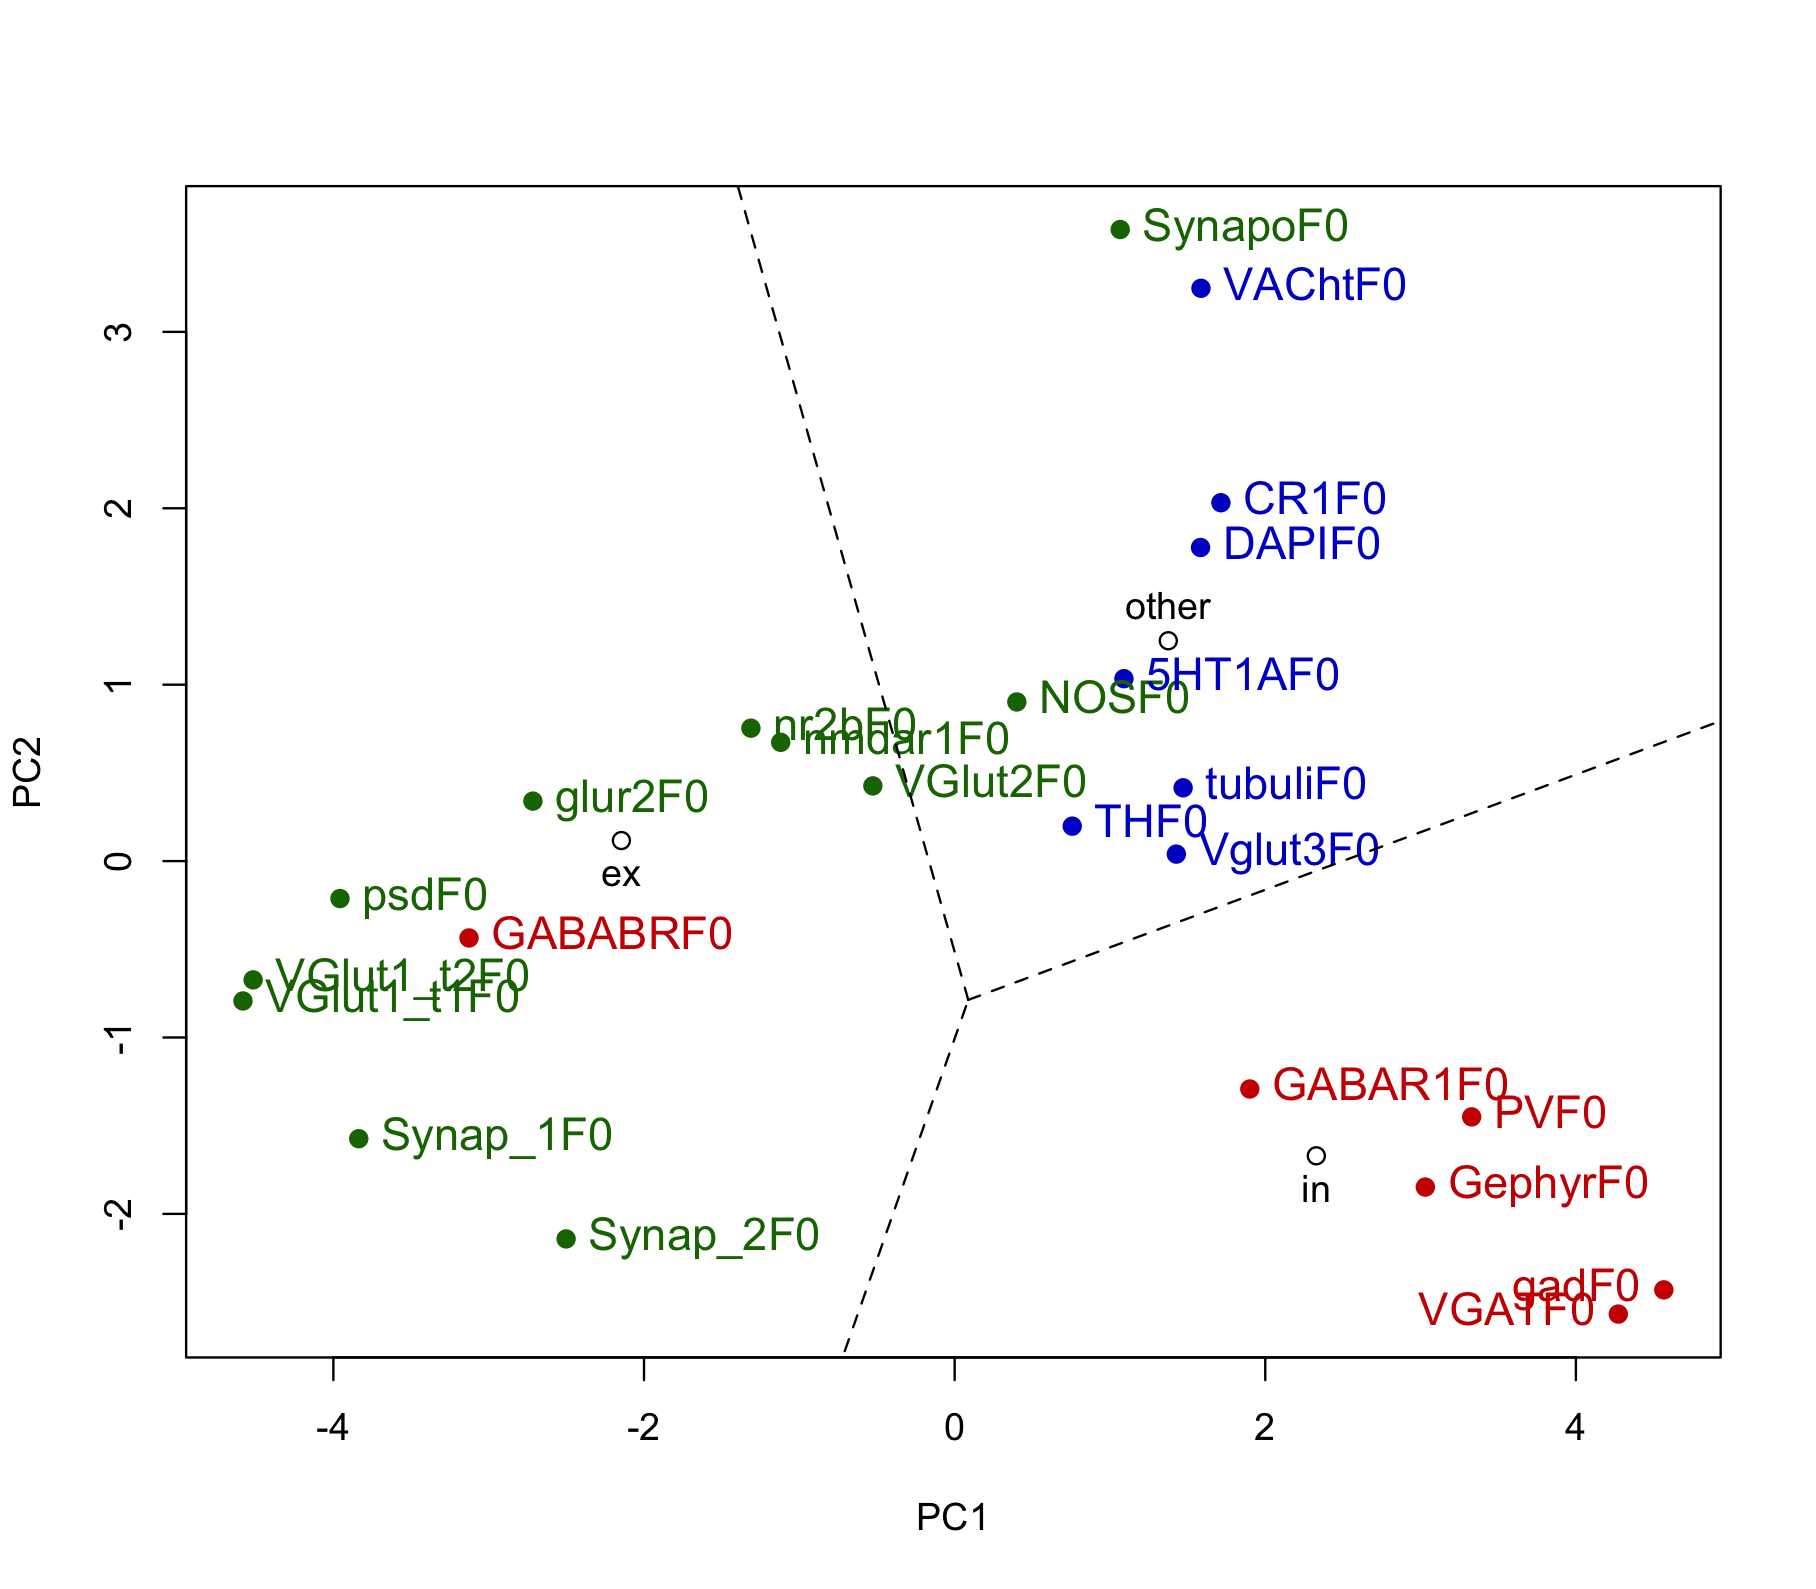 SynapoF0
VAChtF0
3
CR1F0
2
DAPIF0
other
5HT1AF0
1
NOSF0
nr2bF0
nmdar1F0
PC2
VGlut2F0
tubuliF0
glur2F0
THF0
Vglut3F0
0
ex
psdF0
GABABRF0
VGlut1_t2F0
VGlut1_t1F0
-1
GABAR1F0
PVF0
Synap_1F0
in
GephyrF0
-2
Synap_2F0
gadF0
VGATF0
-4 -2 0 2 4
PC1